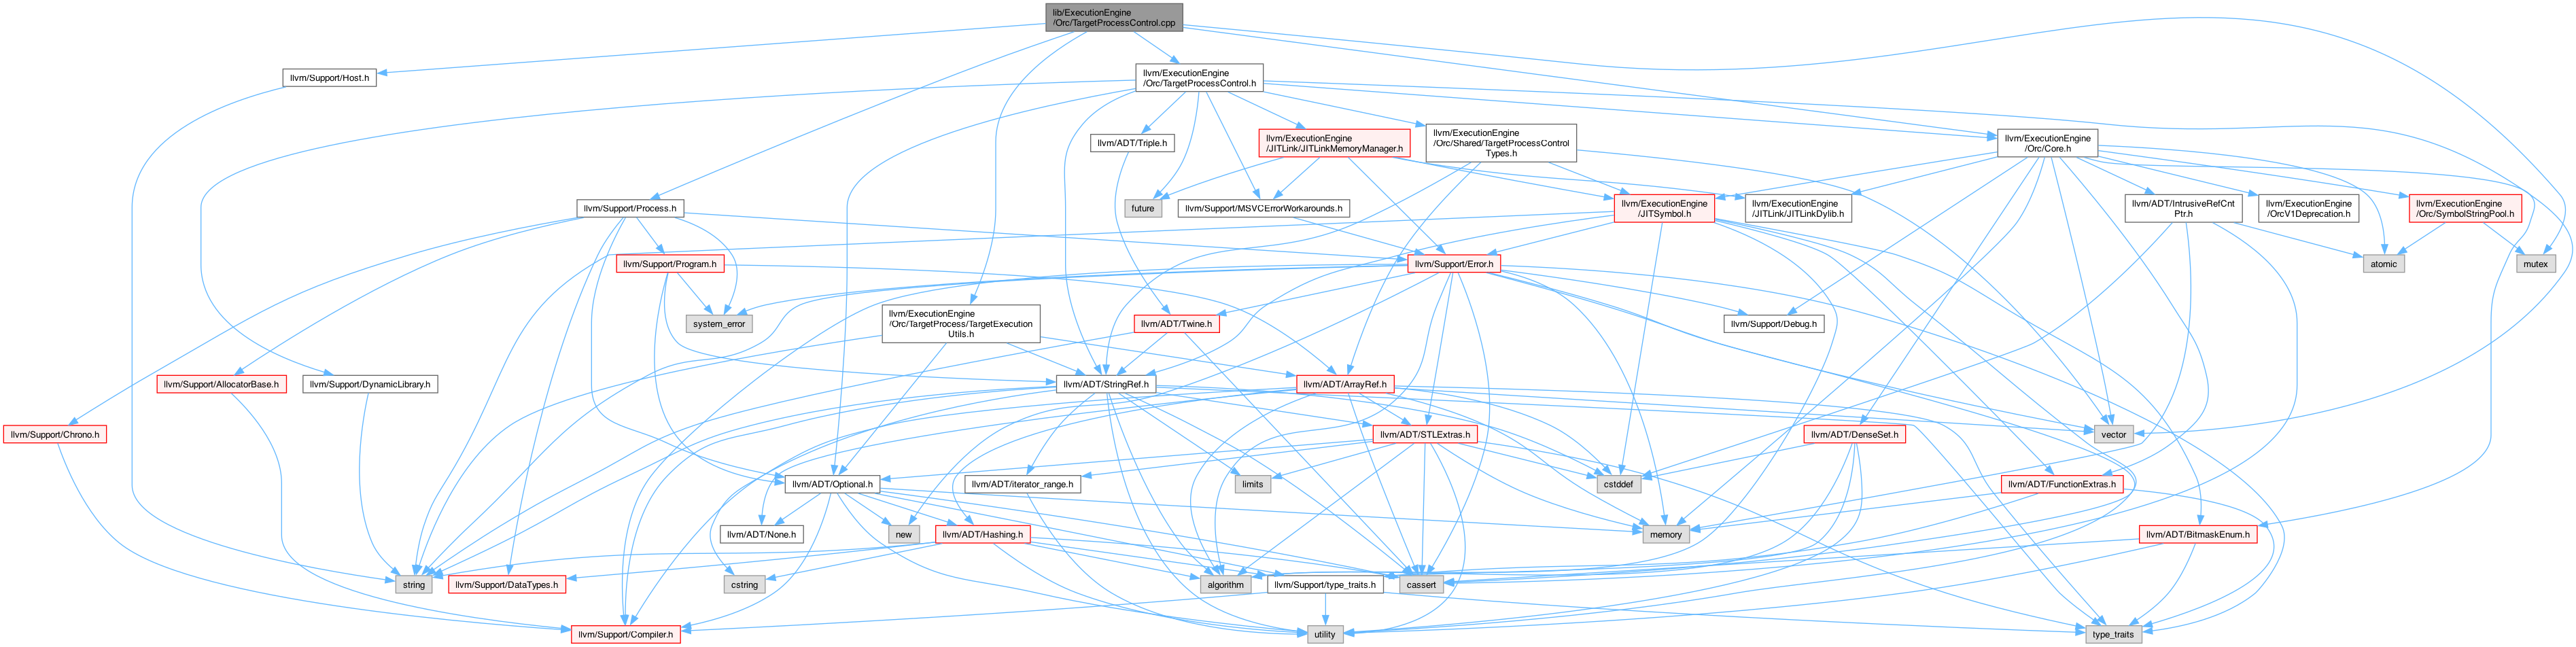 lib/ExecutionEngine
/Orc/TargetProcessControl.cpp
llvm/Support/Host.h
llvm/ExecutionEngine
/Orc/TargetProcessControl.h
llvm/ADT/Triple.h
llvm/ExecutionEngine
/JITLink/JITLinkMemoryManager.h
llvm/ExecutionEngine
/Orc/Shared/TargetProcessControl
Types.h
llvm/ExecutionEngine
/Orc/Core.h
llvm/Support/Process.h
future
llvm/Support/MSVCErrorWorkarounds.h
llvm/ExecutionEngine
/JITSymbol.h
llvm/ExecutionEngine
/JITLink/JITLinkDylib.h
llvm/ADT/IntrusiveRefCnt
Ptr.h
llvm/ExecutionEngine
/OrcV1Deprecation.h
llvm/ExecutionEngine
/Orc/SymbolStringPool.h
llvm/Support/Program.h
llvm/Support/Error.h
atomic
mutex
system_error
llvm/ExecutionEngine
/Orc/TargetProcess/TargetExecution
Utils.h
llvm/ADT/Twine.h
llvm/Support/Debug.h
llvm/Support/AllocatorBase.h
llvm/Support/DynamicLibrary.h
llvm/ADT/StringRef.h
llvm/ADT/ArrayRef.h
llvm/Support/Chrono.h
llvm/ADT/STLExtras.h
llvm/ADT/DenseSet.h
vector
llvm/ADT/Optional.h
llvm/ADT/iterator_range.h
limits
cstddef
llvm/ADT/FunctionExtras.h
llvm/ADT/None.h
new
llvm/ADT/Hashing.h
memory
llvm/ADT/BitmaskEnum.h
string
llvm/Support/DataTypes.h
cstring
algorithm
llvm/Support/type_traits.h
cassert
llvm/Support/Compiler.h
utility
type_traits